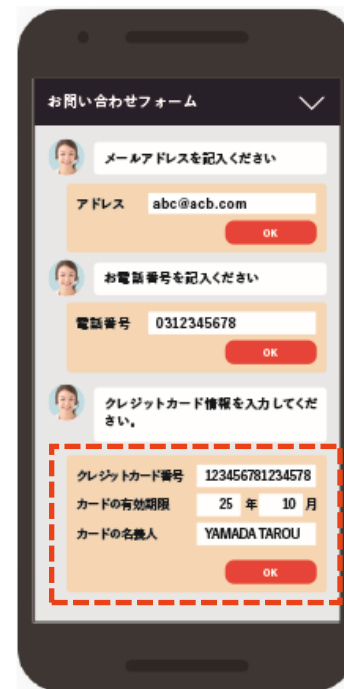 お問い合わせフォーム
メールアドレスを記入ください
アドレス abc@acb.com
OK
お電話番号を記入ください
電話番号 0312345678
OK
クレジットカード情報を入力してくだ
さい。
クレジットカード番号 123456781234578
カードの有効期限 25 年 10 月
カードの名義人 YAMADA TAROU
OK